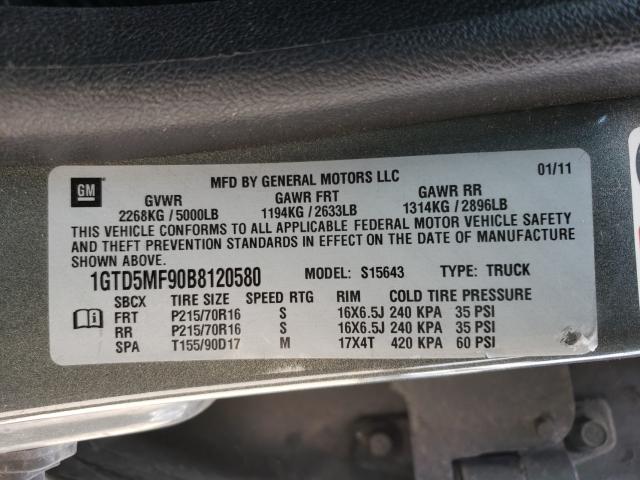 GM
MFD BY GENERAL MOTORS LLC 01/11
GVWR GAWR FRT GAWR RR
2268KG / 5000LB 1194KG / 2633LB 1314KG / 2896LB
THIS VEHICLE CONFORMS TO ALL APPLICABLE FEDERAL MOTOR VEHICLE SAFETY
AND THEFT PREVENTION STANDARDS IN EFFECT ON THE DATE OF MANUFACTURE
SHOWN ABOVE.
1GTD5MF90B8120580 MODEL: S15643 TYPE: TRUCK
SBCX TIRE SIZE SPEED RTG RIM COLD TIRE PRESSURE
FRT P215/70R16 S 16X6.5J 240 KPA 35 PSI
RR P215/70R16 S 16X6.5J 240 KPA 35 PSI
SPA T155/90D17 M 17X4T 420 KPA 60 PSI